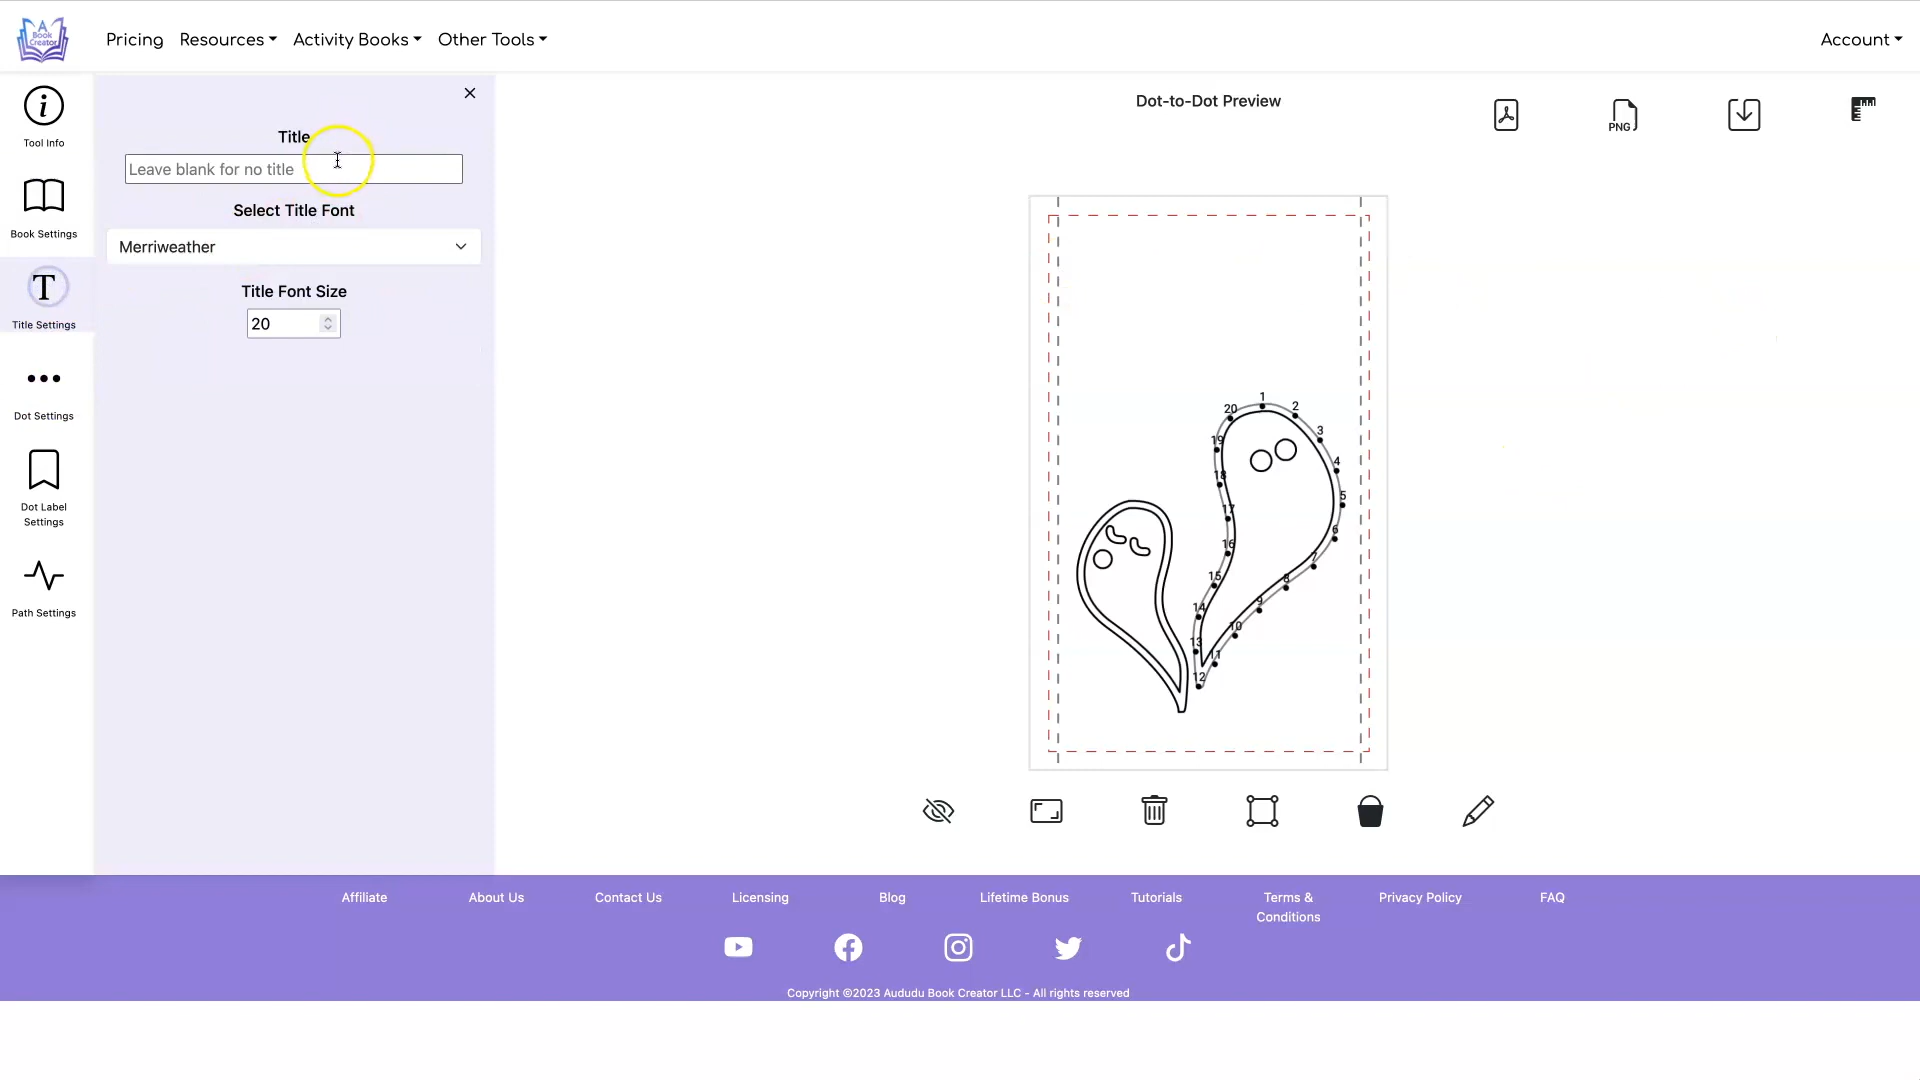 A
Book
Creator
Pricing
Resources
Activity Books
Other Tools
Account
Tool Info
Book Settings
Title Settings
Dot Settings
Dot Label
Settings
Path Settings
Title
Leave blank for no title
Select Title Font
Merriweather
Title Font Size
20
Dot-to-Dot Preview
PNG
1
2
3
4
5
6
7
8
9
10
11
12
13
14
15
16
17
18
19
20
Affiliate
About Us
Contact Us
Licensing
Blog
Lifetime Bonus
Tutorials
Terms &
Conditions
Privacy Policy
FAQ
Copyright ©2023 Aududu Book Creator LLC - All rights reserved